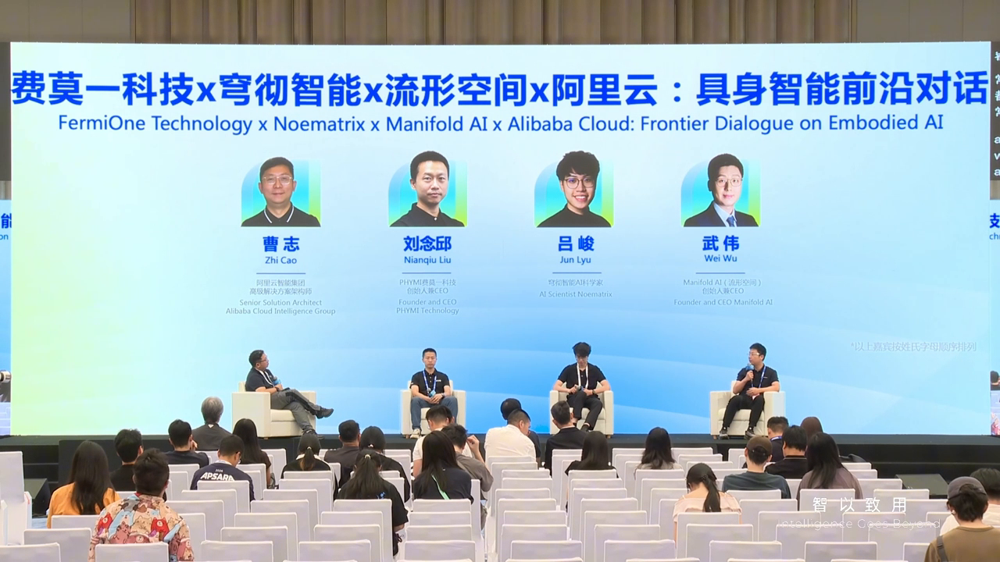 费莫一科技x穹彻智能x流形空间x阿里云：具身智能前沿对话
FermiOne Technology x Noematrix x Manifold AI x Alibaba Cloud: Frontier Dialogue on Embodied AI
曹 志
Zhi Cao
阿里云智能集团
高级解决方案架构师
Senior Solution Architect
Alibaba Cloud Intelligence Group
刘念邱
Nianqiu Liu
PHYMI费莫一科技
创始人兼CEO
Founder and CEO
PHYMI Technology
吕 峻
Jun Lyu
穹彻智能AI科学家
AI Scientist Noematrix
武 伟
Wei Wu
Manifold AI（流形空间）
创始人兼CEO
Founder and CEO Manifold AI
*以上嘉宾按姓氏字母顺序排列
能
on
技
APSARA
智以致用
Intelligence Goes Beyond